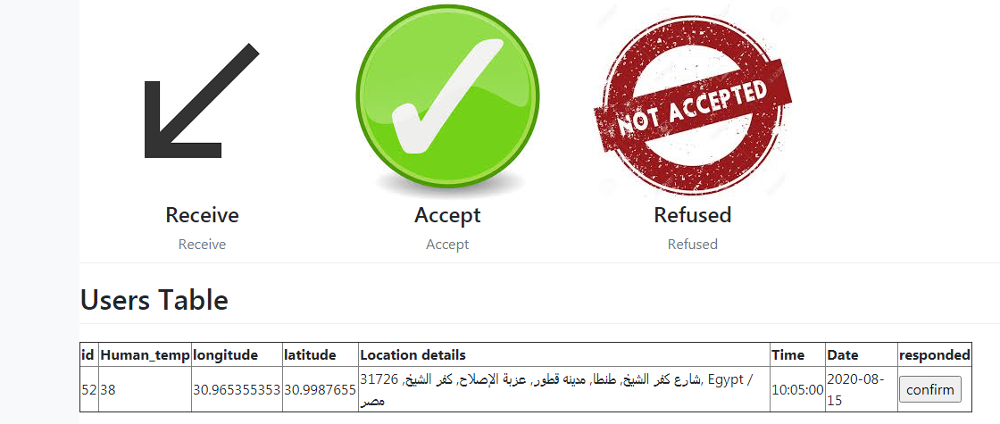 NOT ACCEPTED
Receive
Accept
Refused
Receive
Accept
Refused
Users Table
id Human_temp longitude latitude Location details Time Date responded
52 38 30.965355353 30.9987655 شارع كفر الشيخ, طنطا, مدينه قطور, عزبة الإصلاح, كفر الشيخ, 31726, Egypt / مصر 10:05:00 2020-08-15 confirm